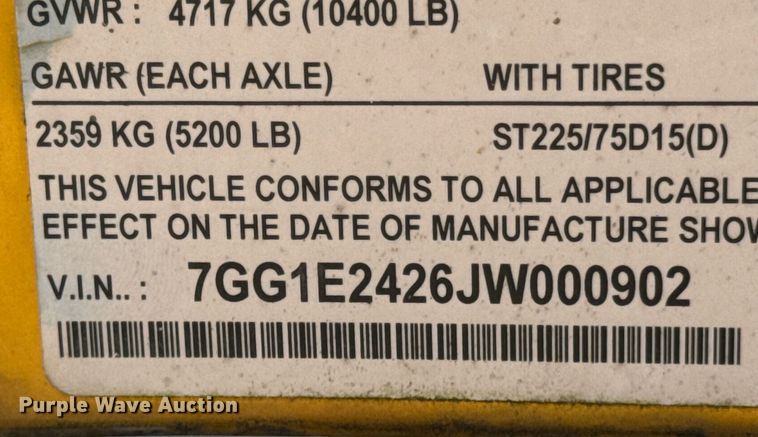 GVWR : 4717 KG (10400 LB)
GAWR (EACH AXLE) WITH TIRES
2359 KG (5200 LB) ST225/75D15(D)
THIS VEHICLE CONFORMS TO ALL APPLICABLE
EFFECT ON THE DATE OF MANUFACTURE SHOW
V.I.N.. : 7GG1E2426JW000902
Purple Wave Auction